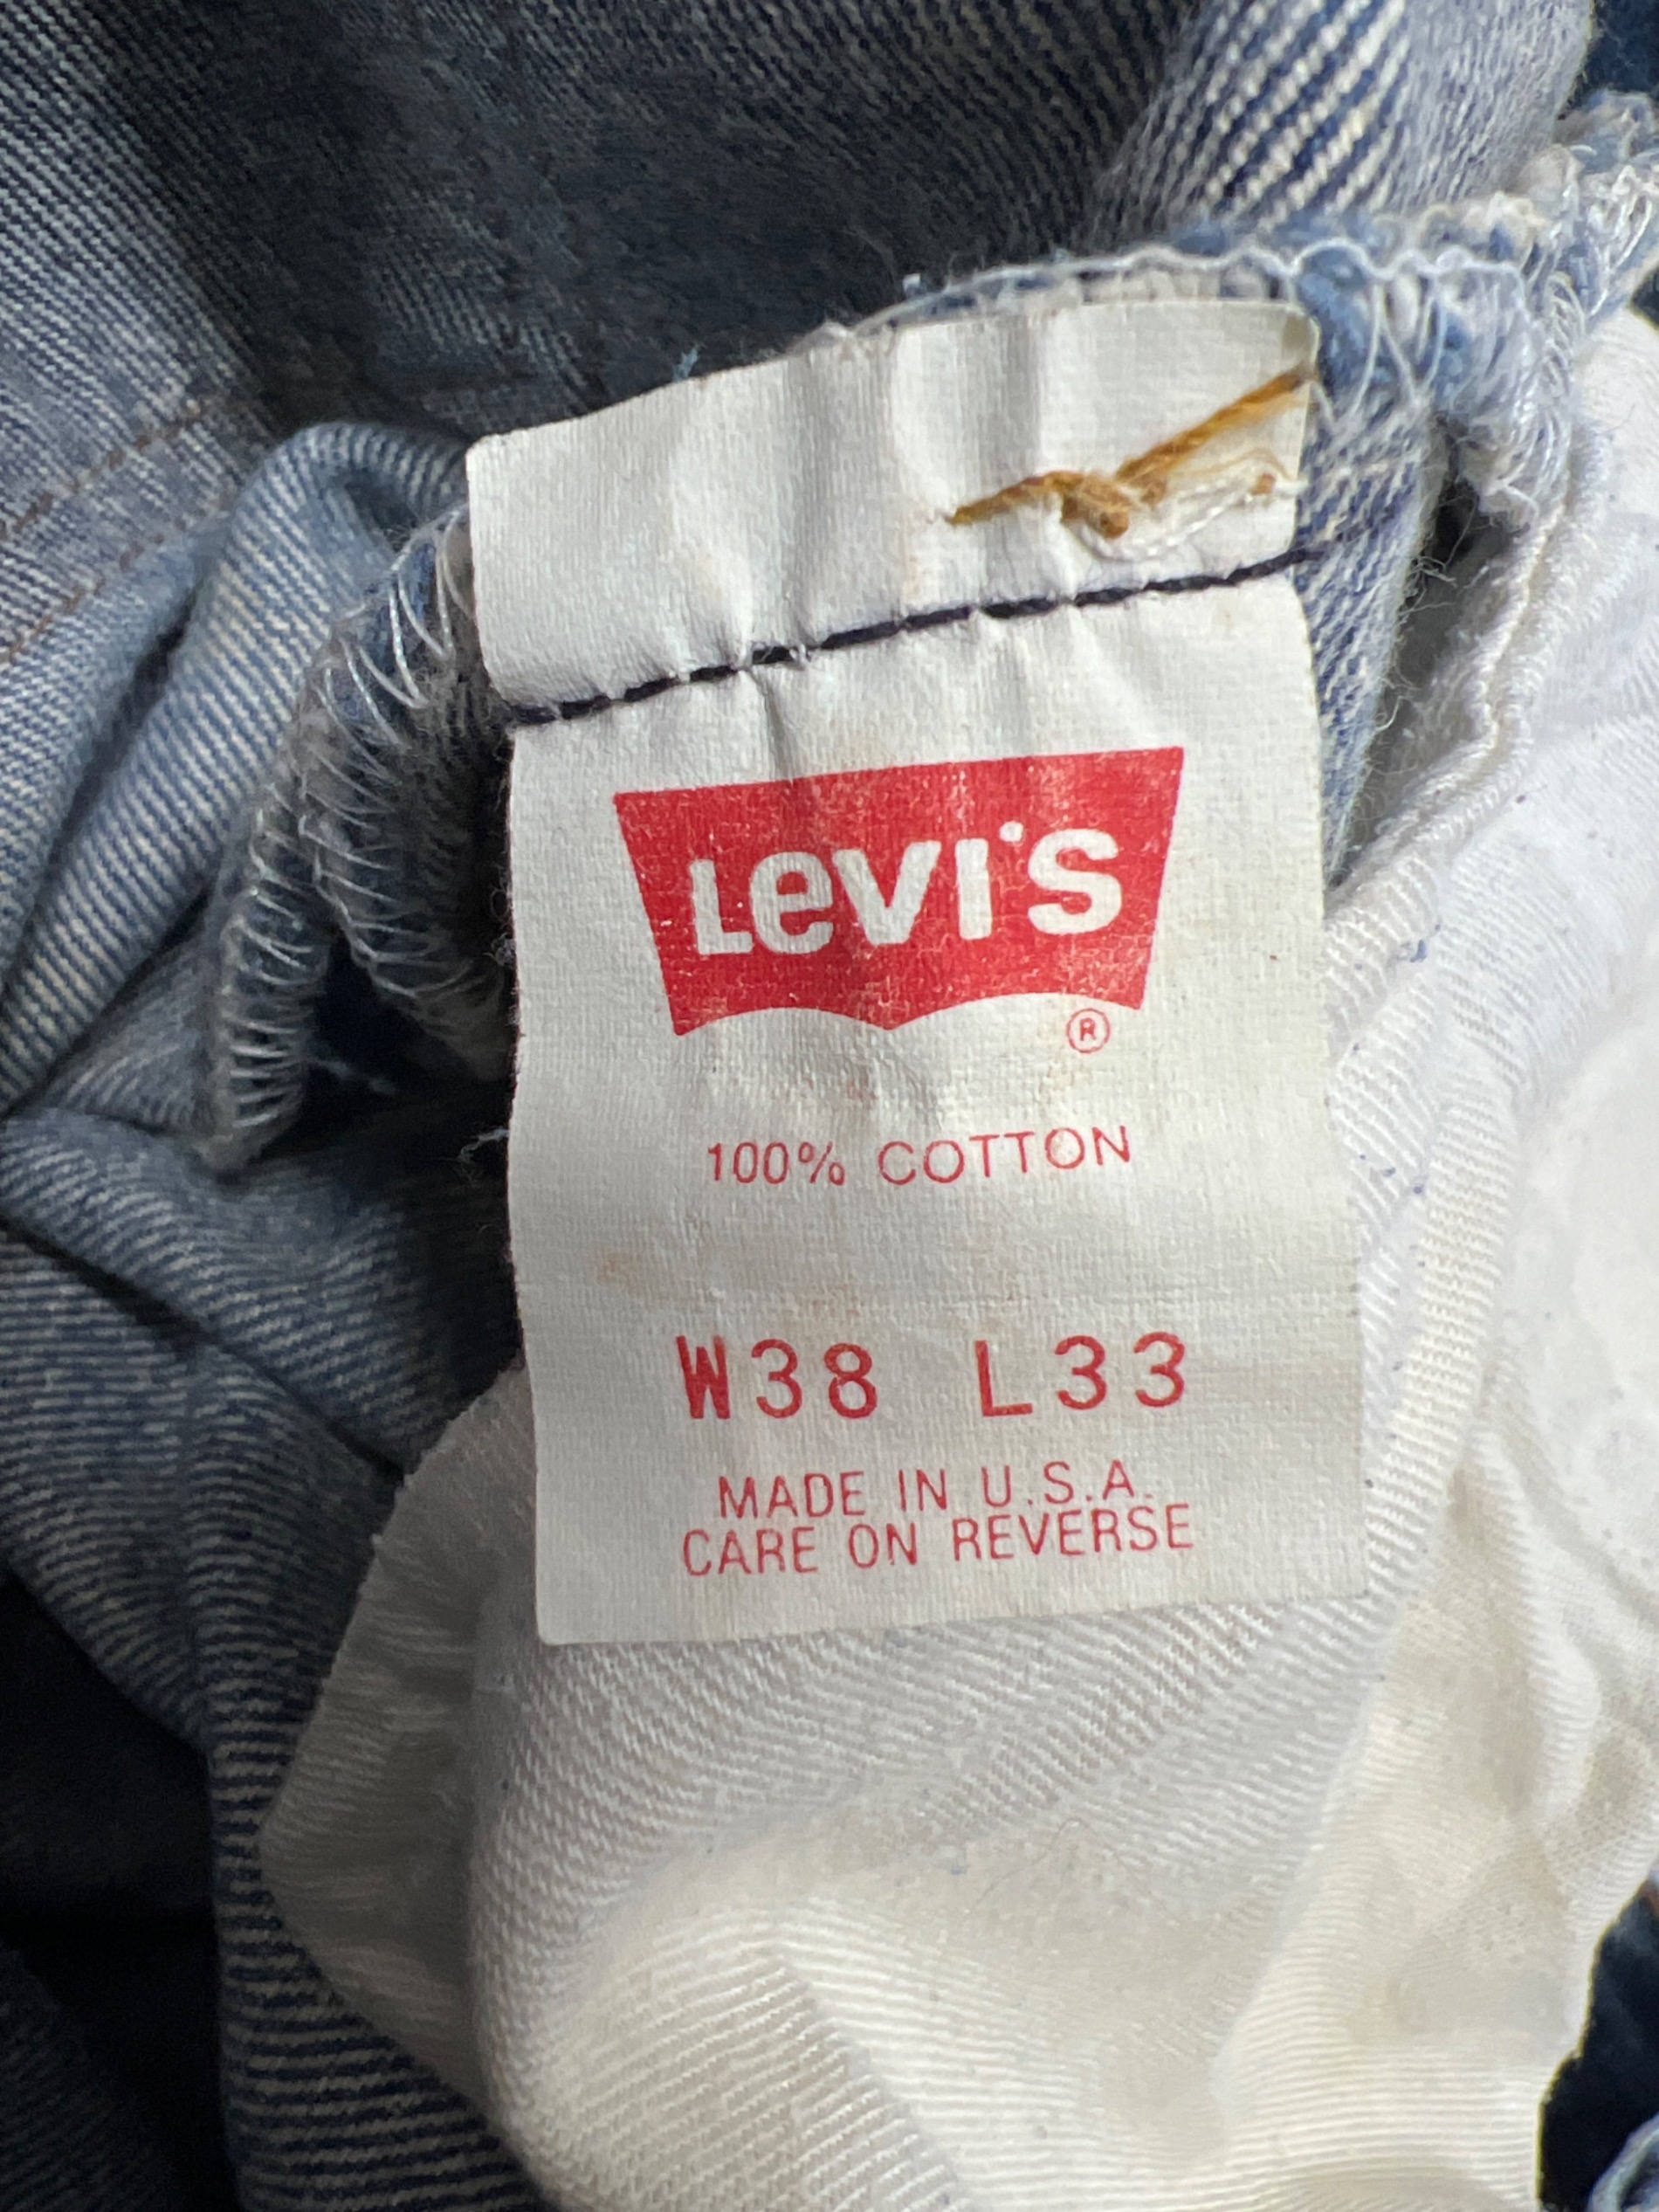 LEVI'S
®
100% COTTON
W38 L33
MADE IN U.S.A.
CARE ON REVERSE